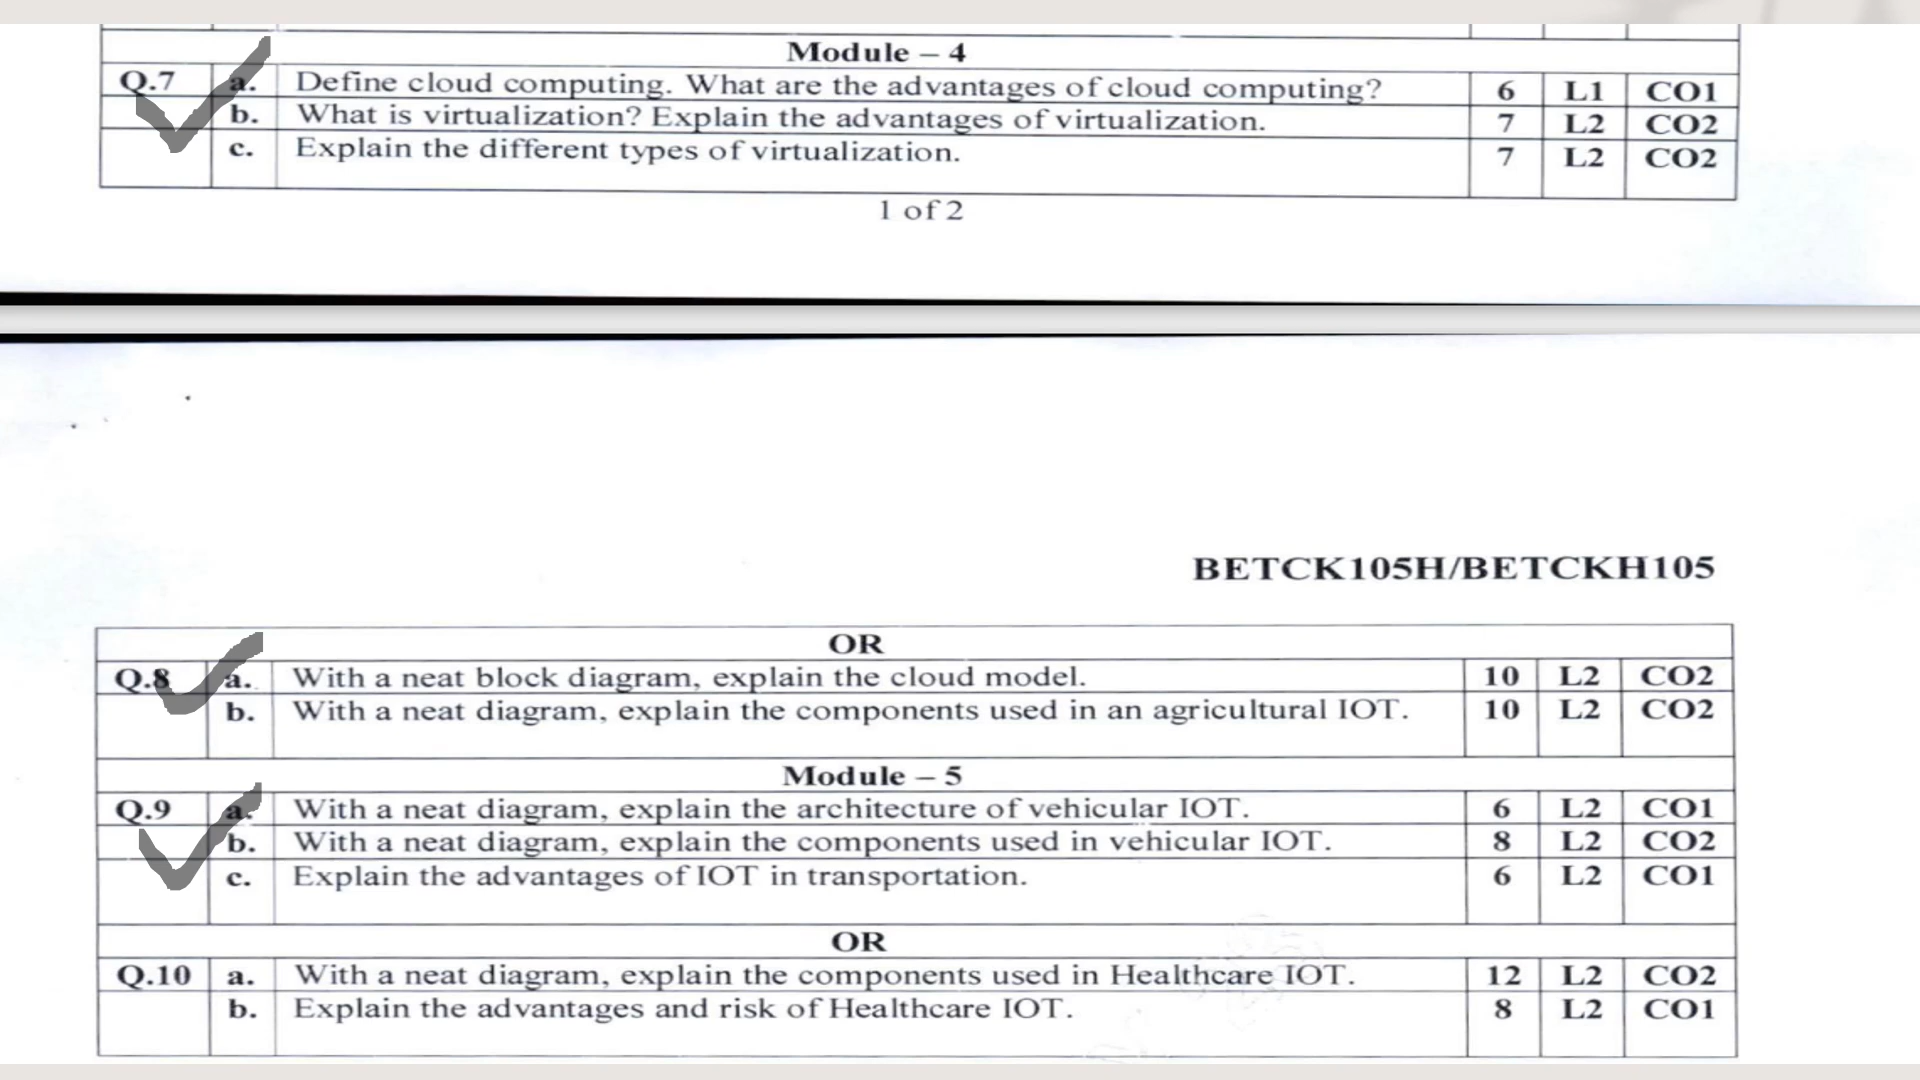 Module – 4
Q.7 a. Define cloud computing. What are the advantages of cloud computing? 6 L1 CO1
b. What is virtualization? Explain the advantages of virtualization. 7 L2 CO2
c. Explain the different types of virtualization. 7 L2 CO2
1 of 2
BETCK105H/BETCKH105
OR
Q.8 a. With a neat block diagram, explain the cloud model. 10 L2 CO2
b. With a neat diagram, explain the components used in an agricultural IOT. 10 L2 CO2
Module – 5
Q.9 a. With a neat diagram, explain the architecture of vehicular IOT. 6 L2 CO1
b. With a neat diagram, explain the components used in vehicular IOT. 8 L2 CO2
c. Explain the advantages of IOT in transportation. 6 L2 CO1
OR
Q.10 a. With a neat diagram, explain the components used in Healthcare IOT. 12 L2 CO2
b. Explain the advantages and risk of Healthcare IOT. 8 L2 CO1